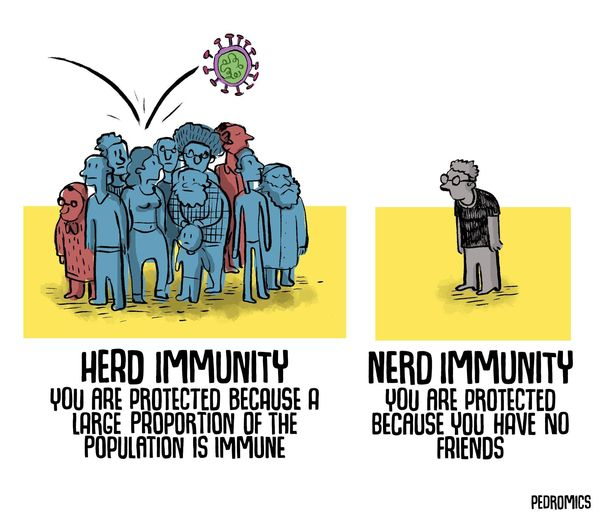 HERD IMMUNITY
YOU ARE PROTECTED BECAUSE A
LARGE PROPORTION OF THE
POPULATION IS IMMUNE
NERD IMMUNITY
YOU ARE PROTECTED
BECAUSE YOU HAVE NO
FRIENDS
PEDROMICS